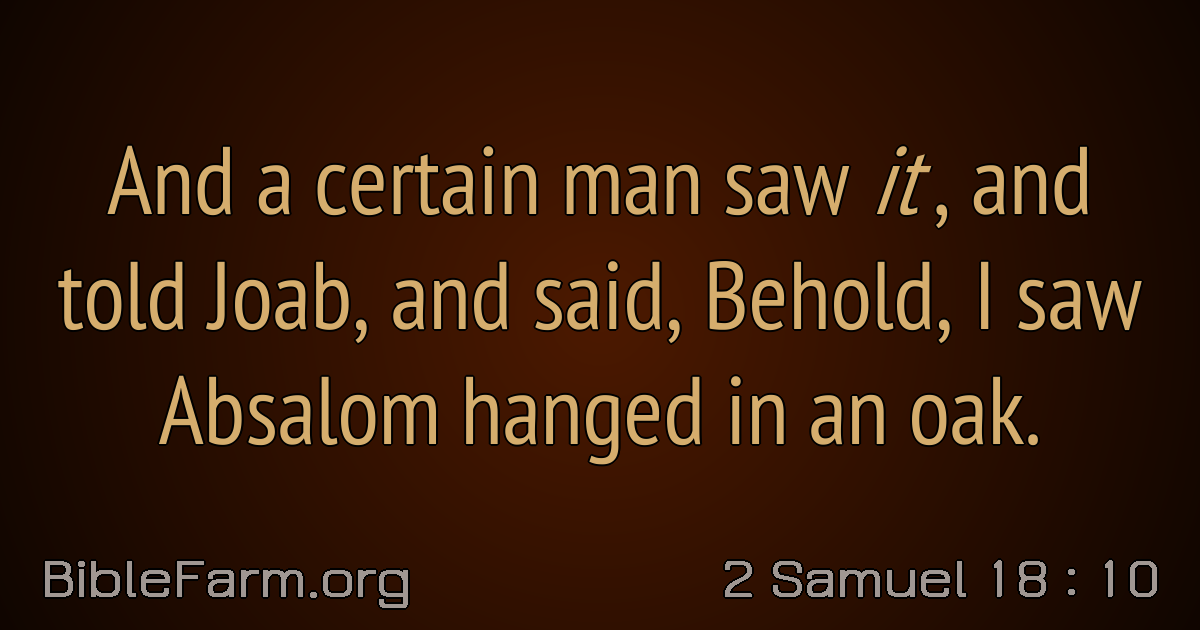 And a certain man saw it, and
told Joab, and said, Behold, I saw
Absalom hanged in an oak.
BibleFarm.org
2 Samuel 18 : 10